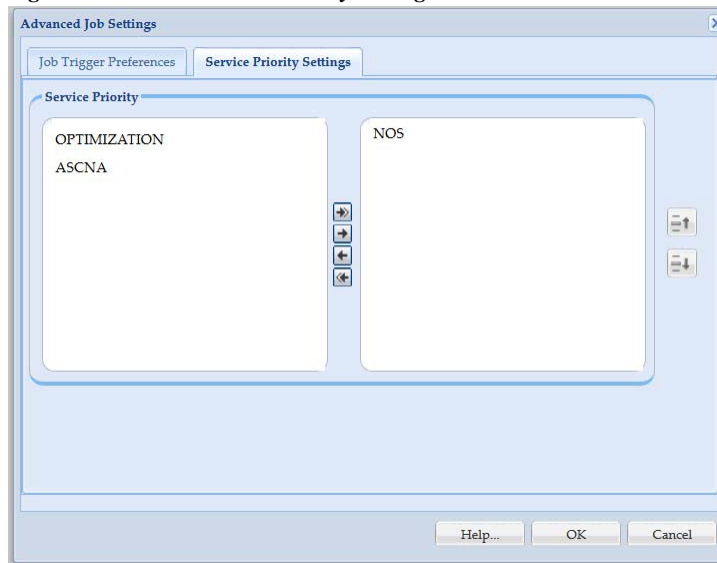 Advanced Job Settings
Job Trigger Preferences
Service Priority Settings
Service Priority
OPTIMIZATION
ASCNA
NOS
Help...
OK
Cancel